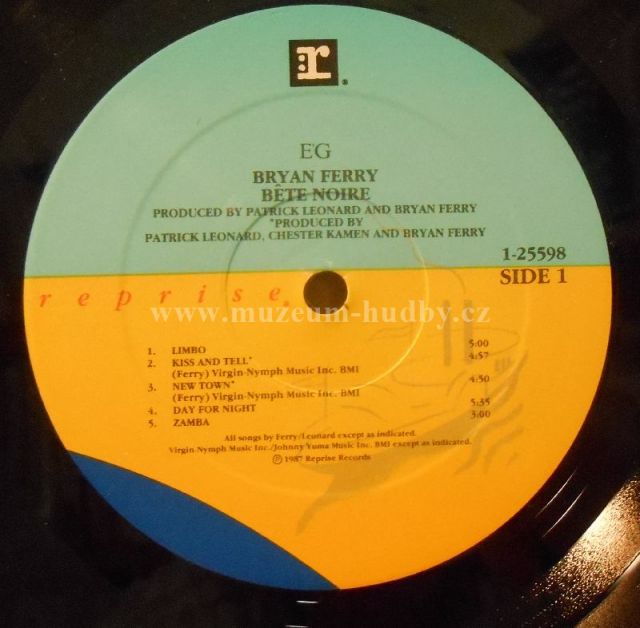 r
EG
BRYAN FERRY
BÊTE NOIRE
PRODUCED BY PATRICK LEONARD AND BRYAN FERRY
*PRODUCED BY
PATRICK LEONARD, CHESTER KAMEN AND BRYAN FERRY
1-25598
SIDE 1
reprise
www.muzeum-hudby.cz
1. LIMBO 5:00
2. KISS AND TELL* 4:57
(Ferry) Virgin-Nymph Music Inc. BMI
3. NEW TOWN* 4:50
(Ferry) Virgin-Nymph Music Inc. BMI
4. DAY FOR NIGHT 5:35
5. ZAMBA 3:00
All songs by Ferry/Leonard except as indicated.
Virgin-Nymph Music Inc./Johnny Yuma Music Inc. BMI except as indicated.
℗ 1987 Reprise Records